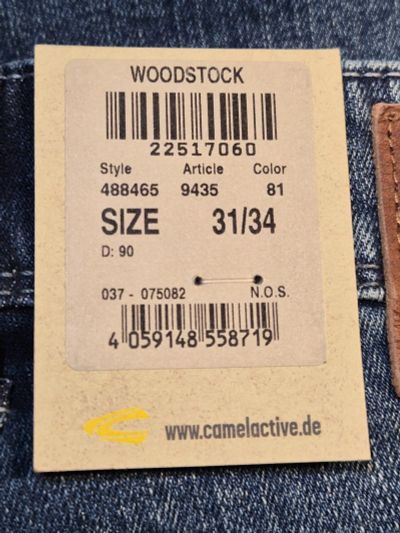 WOODSTOCK
22517060
Style Article Color
488465 9435 81
SIZE 31/34
D: 90
037 - 075082 N.O.S.
4 059148 558719
www.camelactive.de